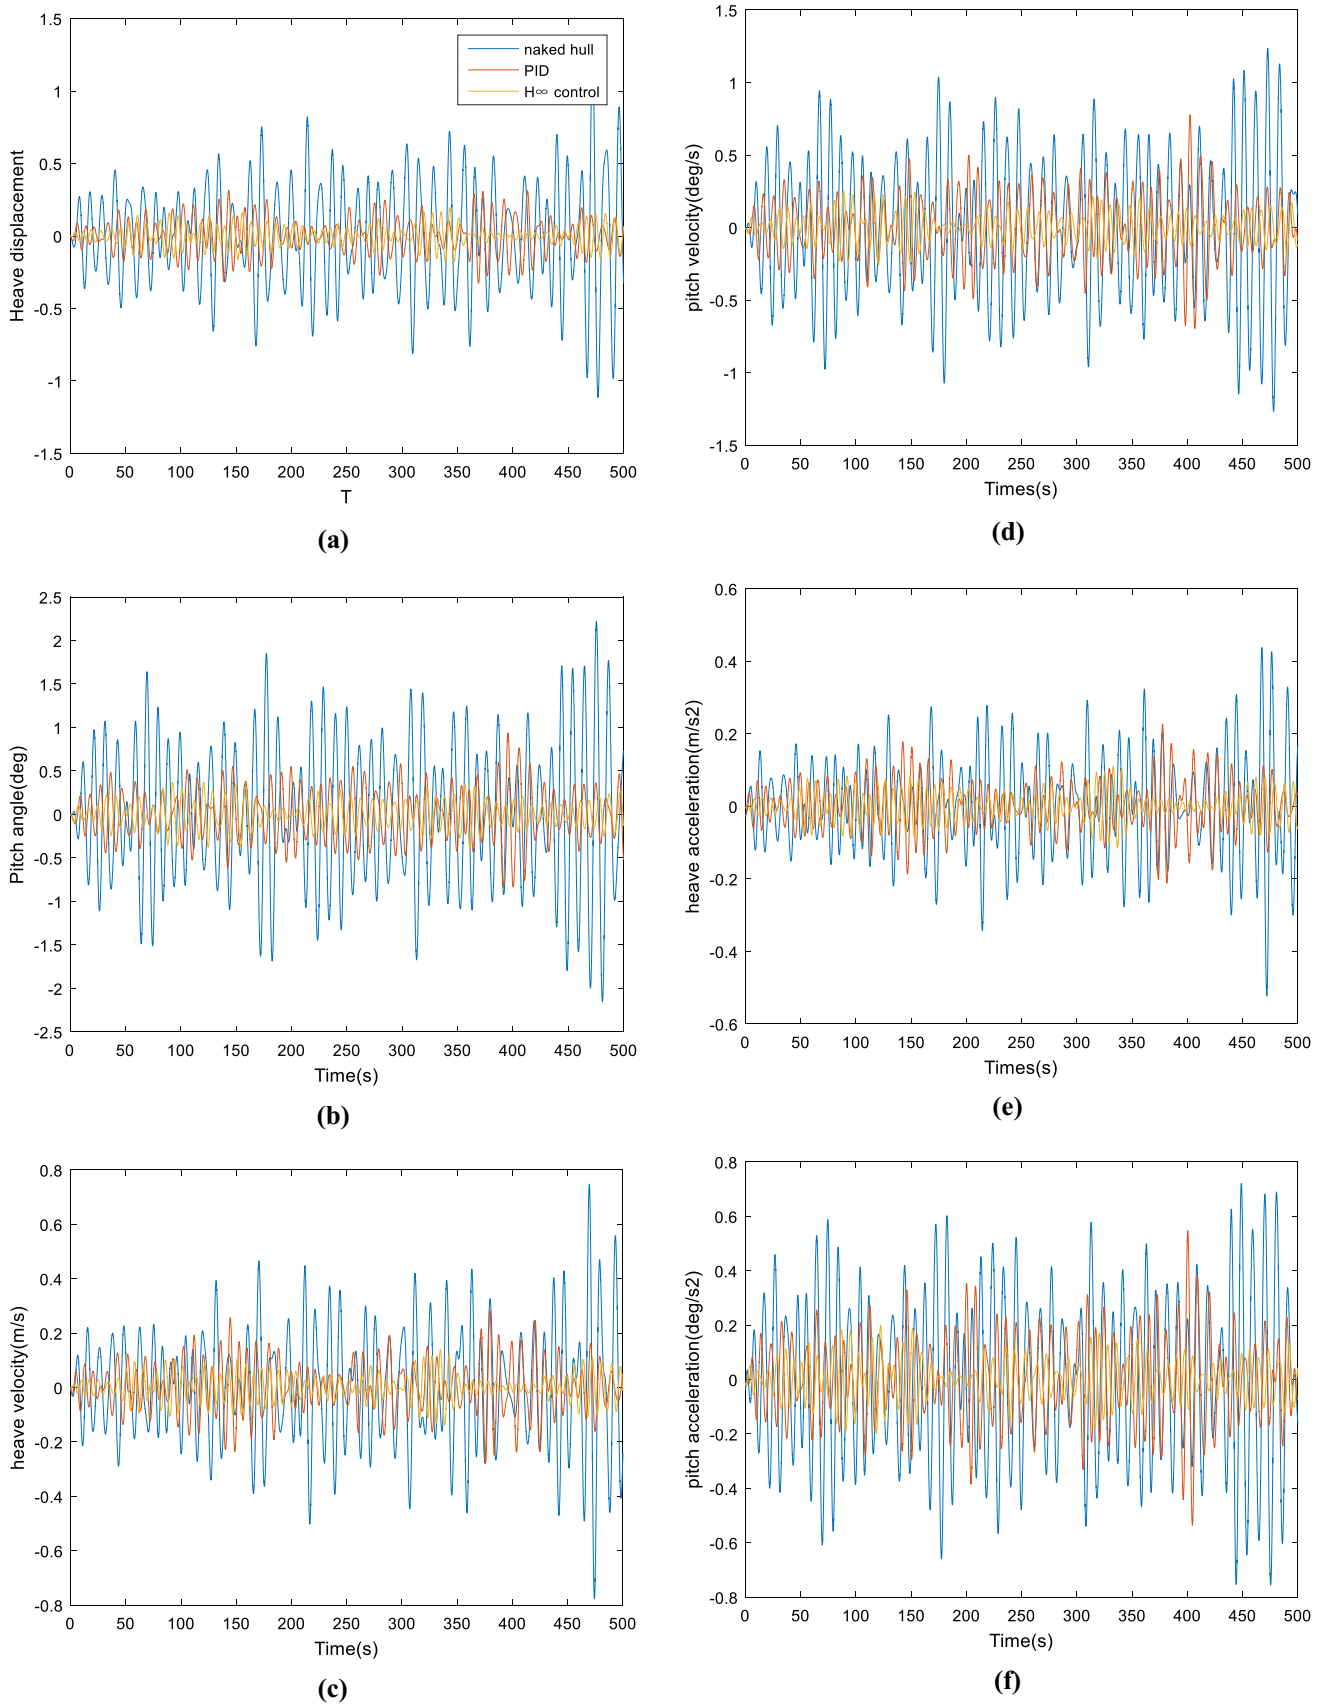 1.5
1
0.5
0
-0.5
-1
-1.5
Heave displacement
naked hull
PID
H∞ control
0 50 100 150 200 250 300 350 400 450 500
T
(a)
1.5
1
0.5
0
-0.5
-1
-1.5
pitch velocity(deg/s)
0 50 100 150 200 250 300 350 400 450 500
Times(s)
(d)
2.5
2
1.5
1
0.5
0
-0.5
-1
-1.5
-2
-2.5
Pitch angle(deg)
0 50 100 150 200 250 300 350 400 450 500
Time(s)
(b)
0.6
0.4
0.2
0
-0.2
-0.4
-0.6
heave acceleration(m/s2)
0 50 100 150 200 250 300 350 400 450 500
Times(s)
(e)
0.8
0.6
0.4
0.2
0
-0.2
-0.4
-0.6
-0.8
heave velocity(m/s)
0 50 100 150 200 250 300 350 400 450 500
Time(s)
(c)
0.8
0.6
0.4
0.2
0
-0.2
-0.4
-0.6
-0.8
pitch acceleration(deg/s2)
0 50 100 150 200 250 300 350 400 450 500
Time(s)
(f)